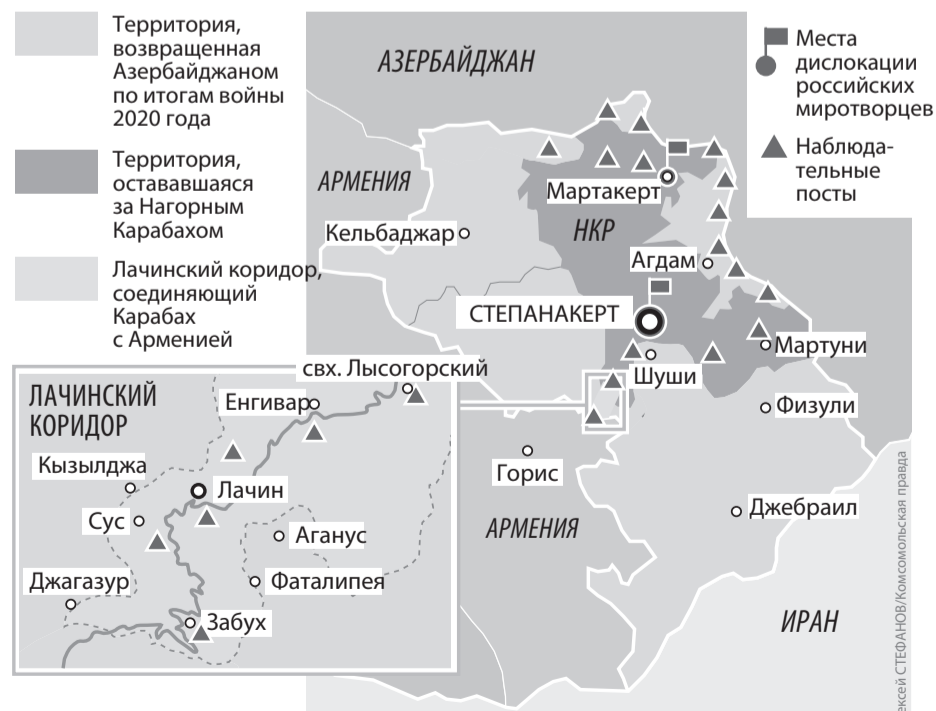 Территория,
возвращенная
Азербайджаном
по итогам войны
2020 года
Территория,
остававшаяся
за Нагорным
Карабахом
Лачинский коридор,
соединяющий
Карабах
с Арменией
Места
дислокации
российских
миротворцев
Наблюда-
тельные
посты
АЗЕРБАЙДЖАН
АРМЕНИЯ
Мартакерт
НКР
Кельбаджар
Агдам
СТЕПАНАКЕРТ
Мартуни
Шуши
Физули
Горис
Джебраил
АРМЕНИЯ
ИРАН
ЛАЧИНСКИЙ
КОРИДОР
свх. Лысогорский
Енгивар
Кызылджа
Лачин
Сус
Аганус
Джагазур
Фаталипея
Забух
СТЕФАНОВ/Комсомольская правда